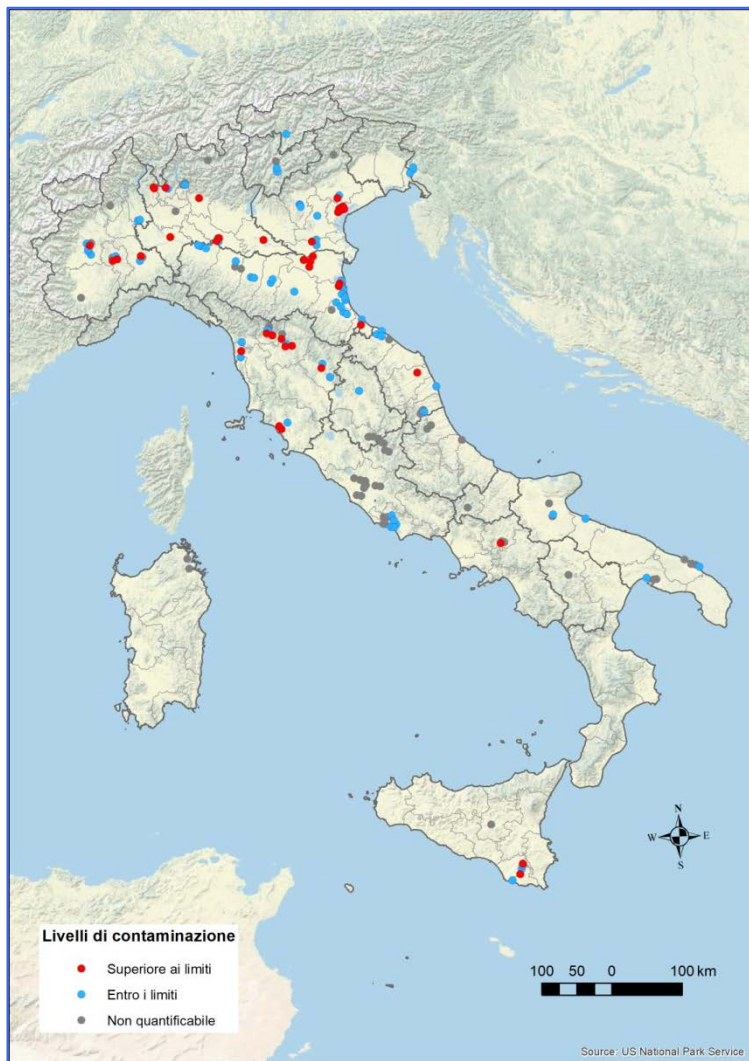 N
W E
S
Livelli di contaminazione
Superiore ai limiti
Entro i limiti
Non quantificabile
100 50 0 100 km
Source: US National Park Service